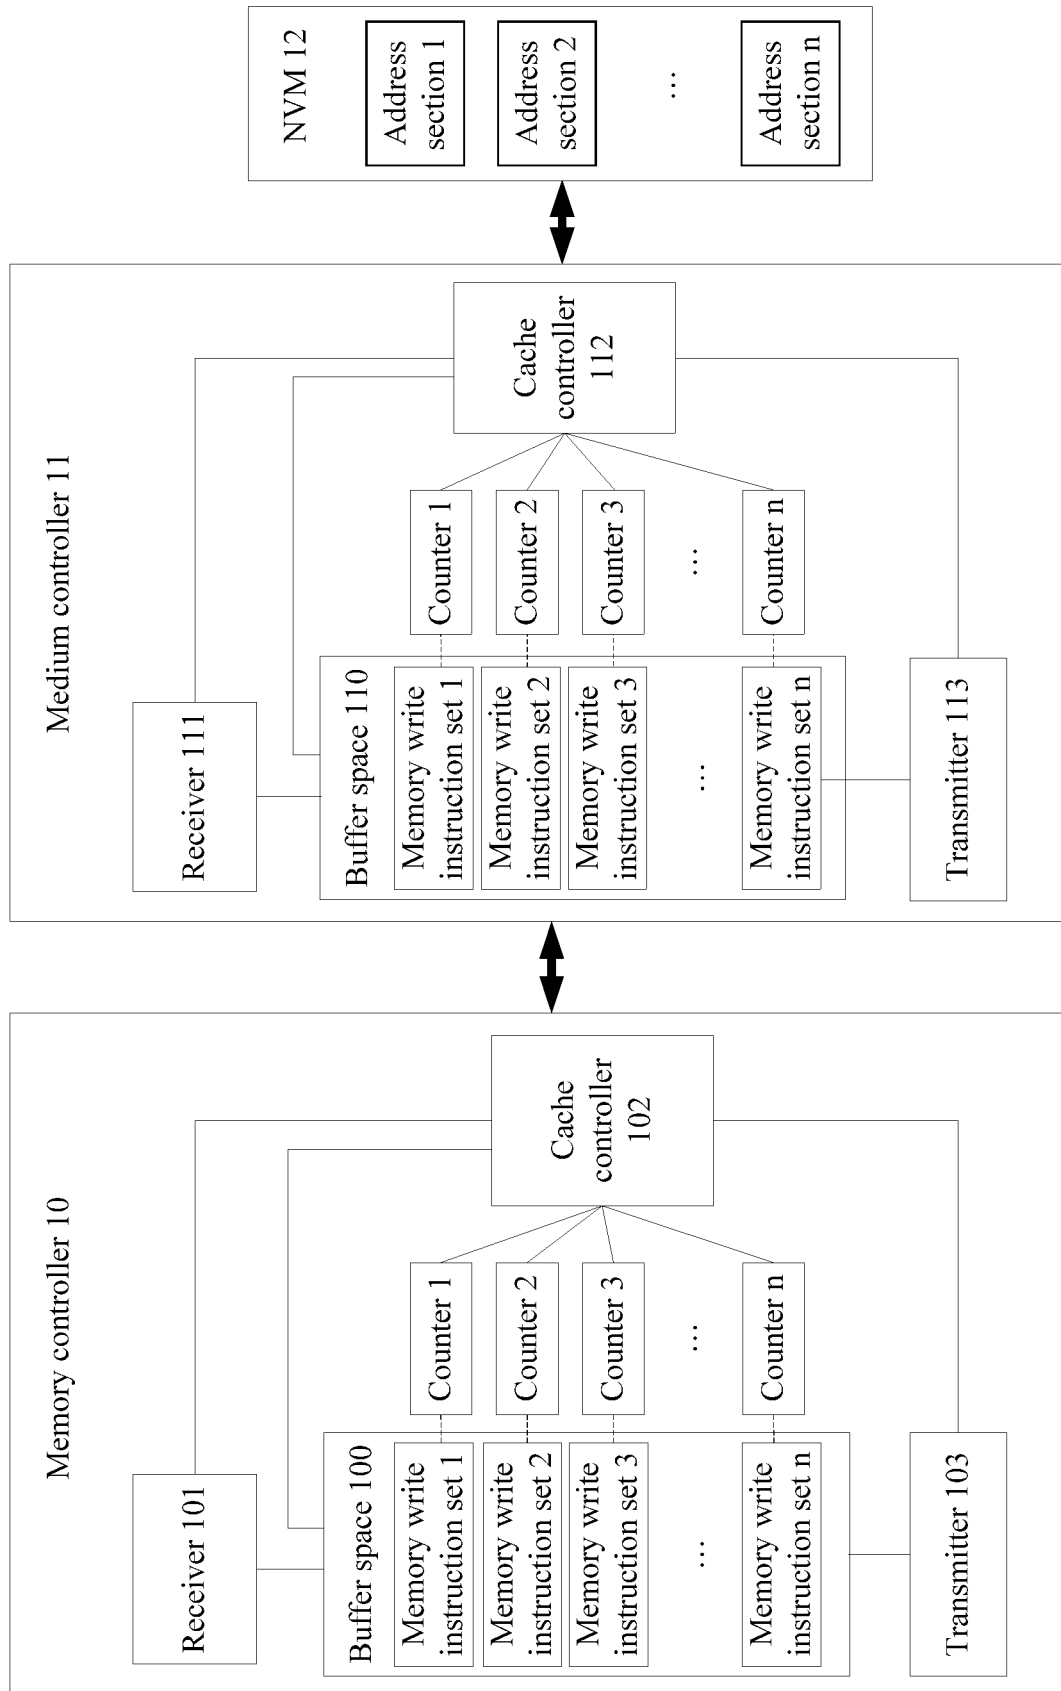 Memory controller 10
Receiver 101
Buffer space 100
Memory write
instruction set 1
Memory write
instruction set 2
Memory write
instruction set 3
...
Memory write
instruction set n
Counter 1
Counter 2
Counter 3
...
Counter n
Cache
controller
102
Transmitter 103
Medium controller 11
Receiver 111
Buffer space 110
Memory write
instruction set 1
Memory write
instruction set 2
Memory write
instruction set 3
...
Memory write
instruction set n
Counter 1
Counter 2
Counter 3
...
Counter n
Cache
controller
112
Transmitter 113
NVM 12
Address
section 1
Address
section 2
...
Address
section n